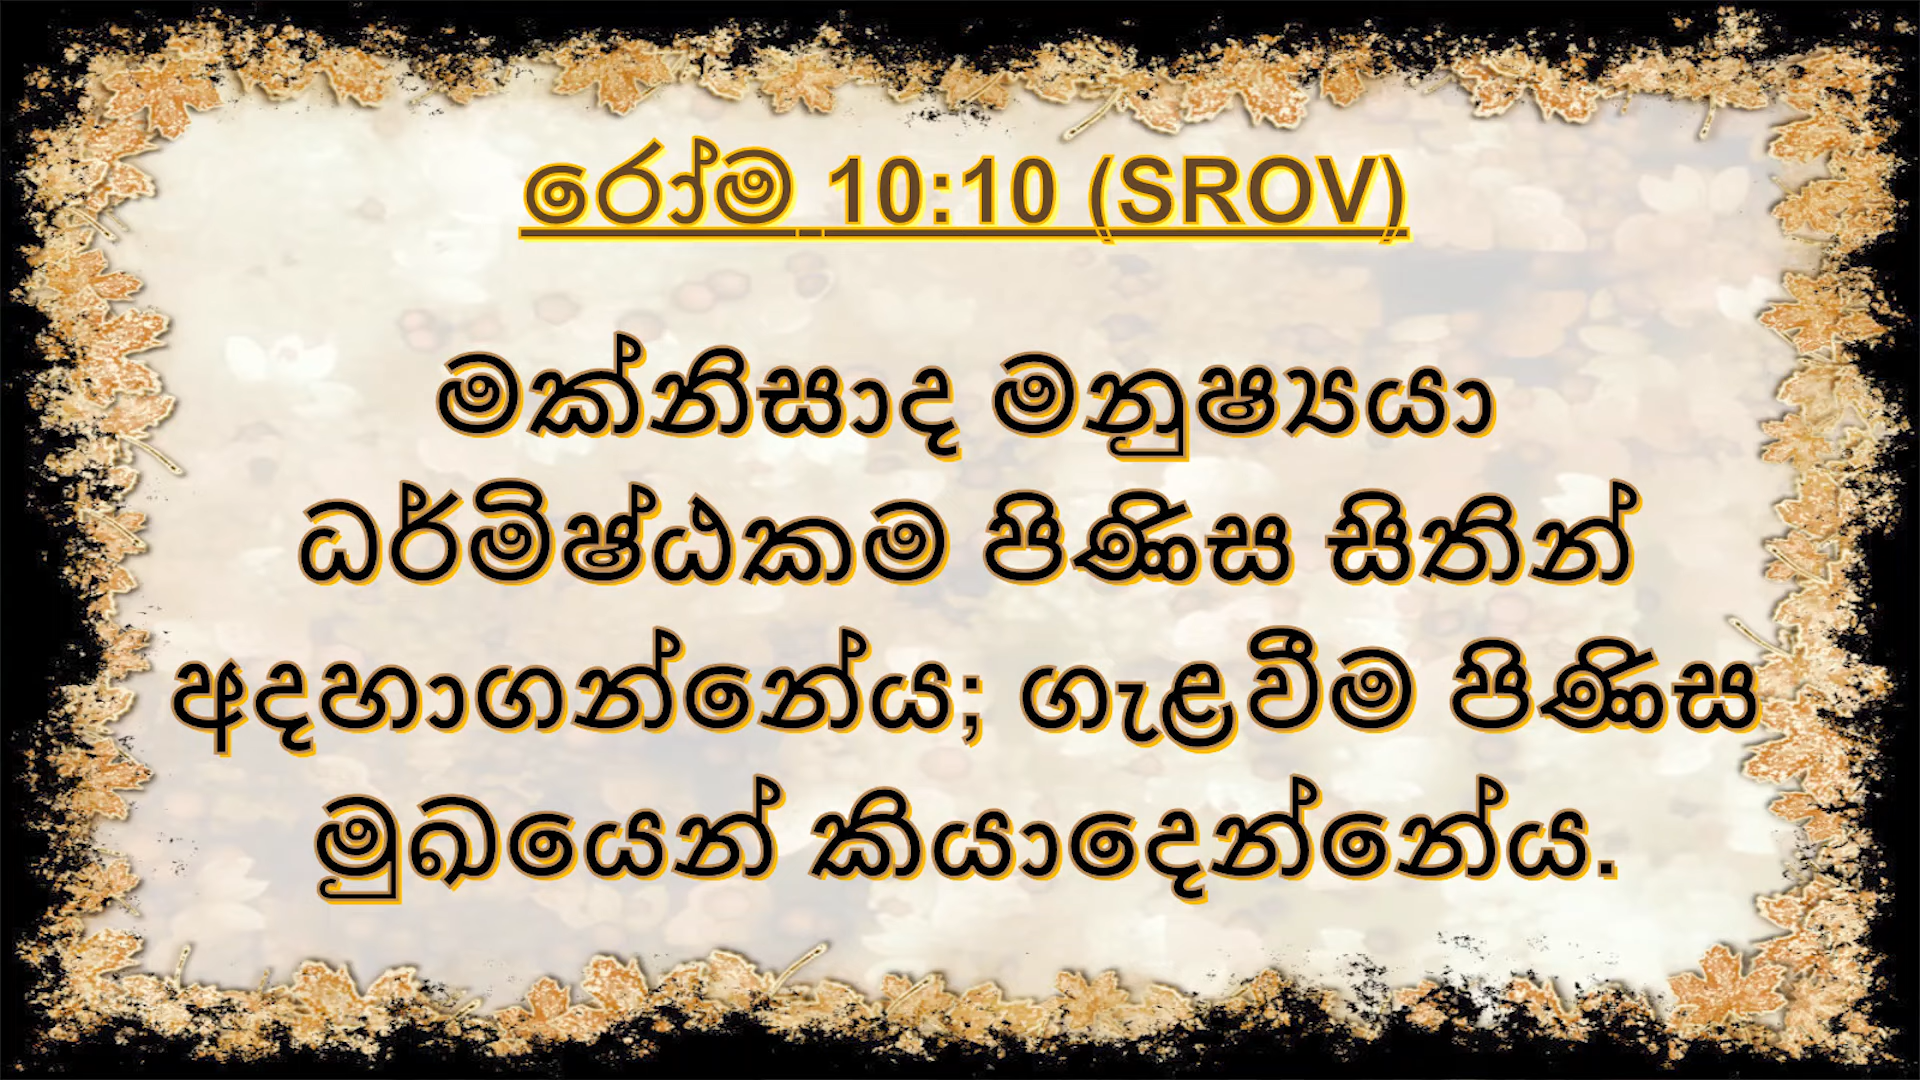 රෝම 10:10 (SROV)
මක්නිසාද මනුෂ්‍යයා
ධර්මිෂ්ඨකම පිණිස සිතින්
අදහාගන්නේය; ගැළවීම පිණිස
මුඛයෙන් කියාදෙන්නේය.